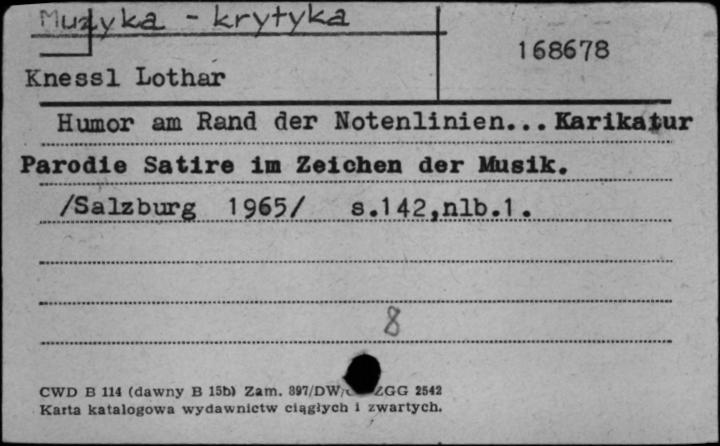 Muzyka - krytyka
168678
Knessl Lothar
Humor am Rand der Notenlinien... Karikatur
Parodie Satire im Zeichen der Musik.
/Salzburg 1965/ s.142,nlb.1.
8
CWD B 114 (dawny B 15b) Zam. 897/DW/ ZGG 2542
Karta katalogowa wydawnictw ciągłych i zwartych.